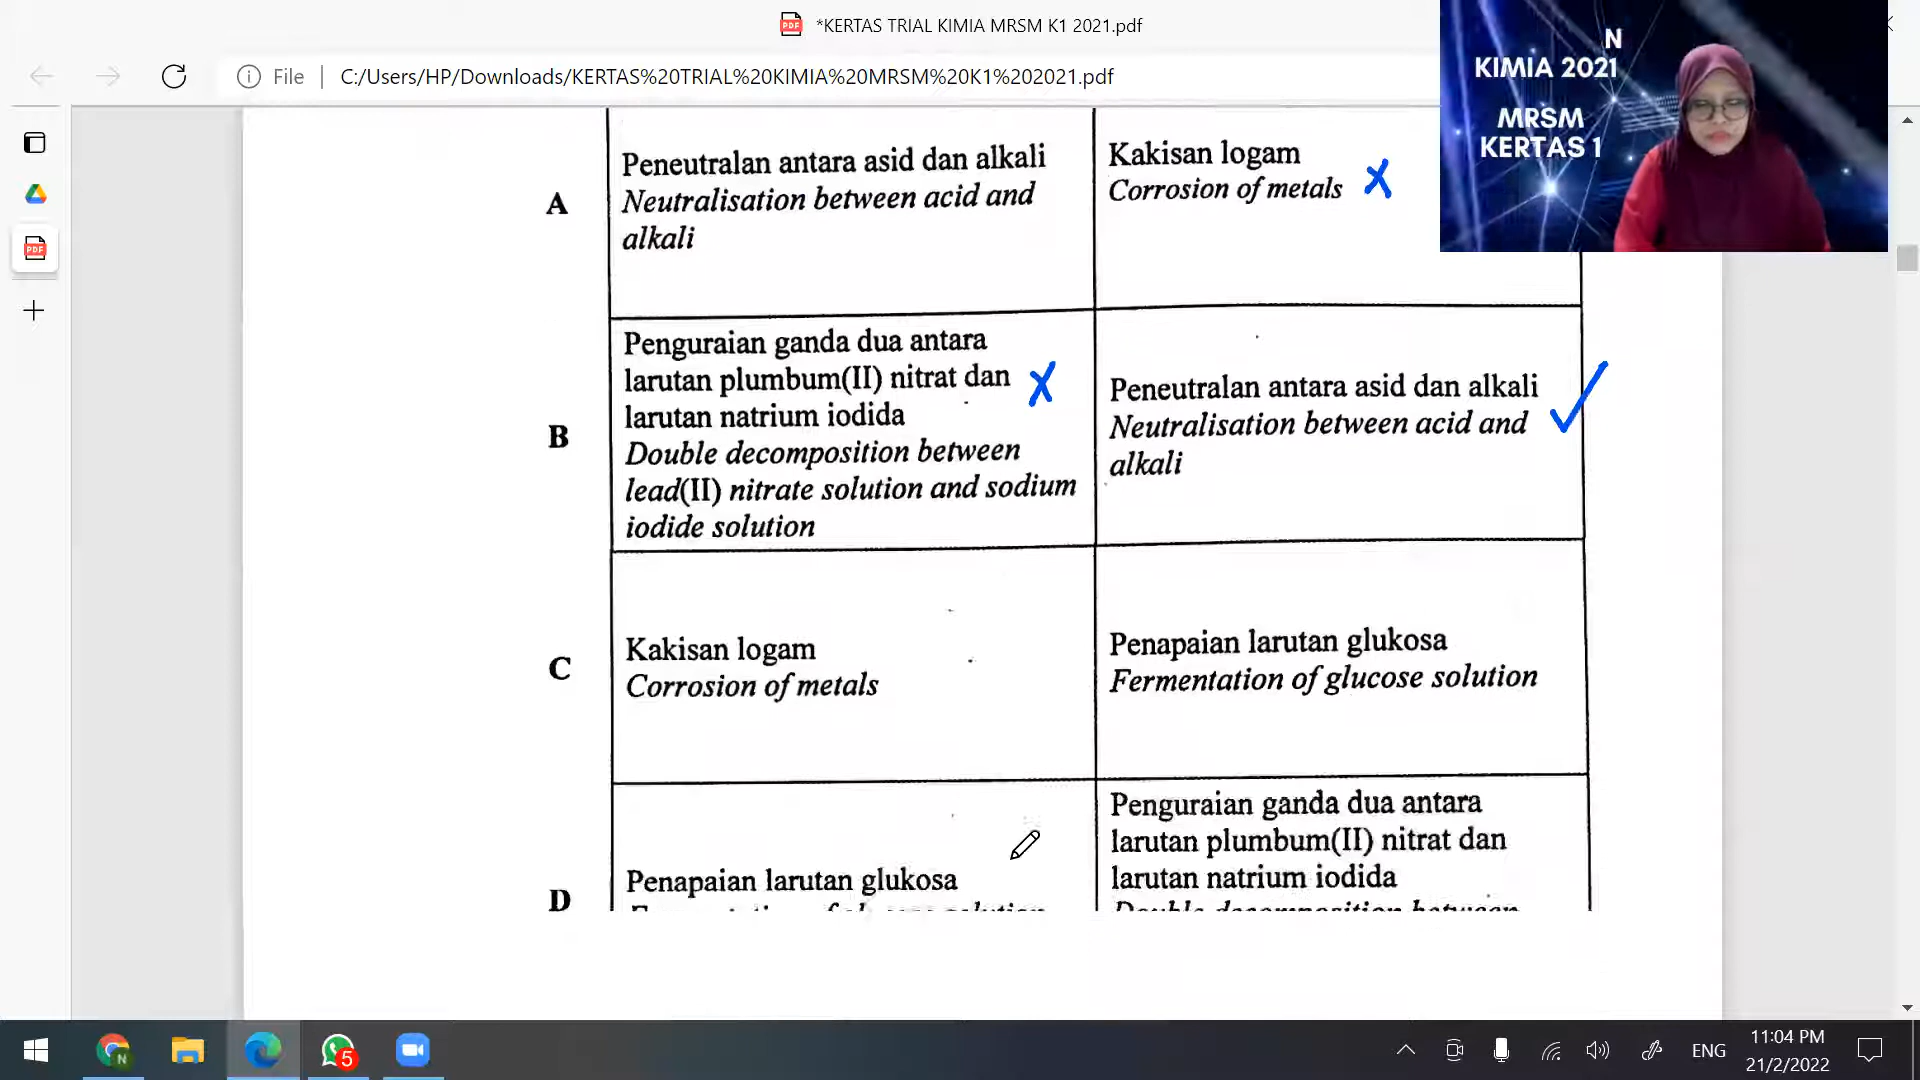 *KERTAS TRIAL KIMIA MRSM K1 2021.pdf
File
C:/Users/HP/Downloads/KERTAS%20TRIAL%20KIMIA%20MRSM%20K1%202021.pdf
N
KIMIA 2021
MRSM
KERTAS 1
A
Peneutralan antara asid dan alkali
Neutralisation between acid and
alkali
Kakisan logam
Corrosion of metals
B
Penguraian ganda dua antara
larutan plumbum(II) nitrat dan
larutan natrium iodida
Double decomposition between
lead(II) nitrate solution and sodium
iodide solution
Peneutralan antara asid dan alkali
Neutralisation between acid and
alkali
C
Kakisan logam
Corrosion of metals
Penapaian larutan glukosa
Fermentation of glucose solution
D
Penapaian larutan glukosa
Penguraian ganda dua antara
larutan plumbum(II) nitrat dan
larutan natrium iodida
Double decomposition between
N
5
ENG
11:04 PM
21/2/2022